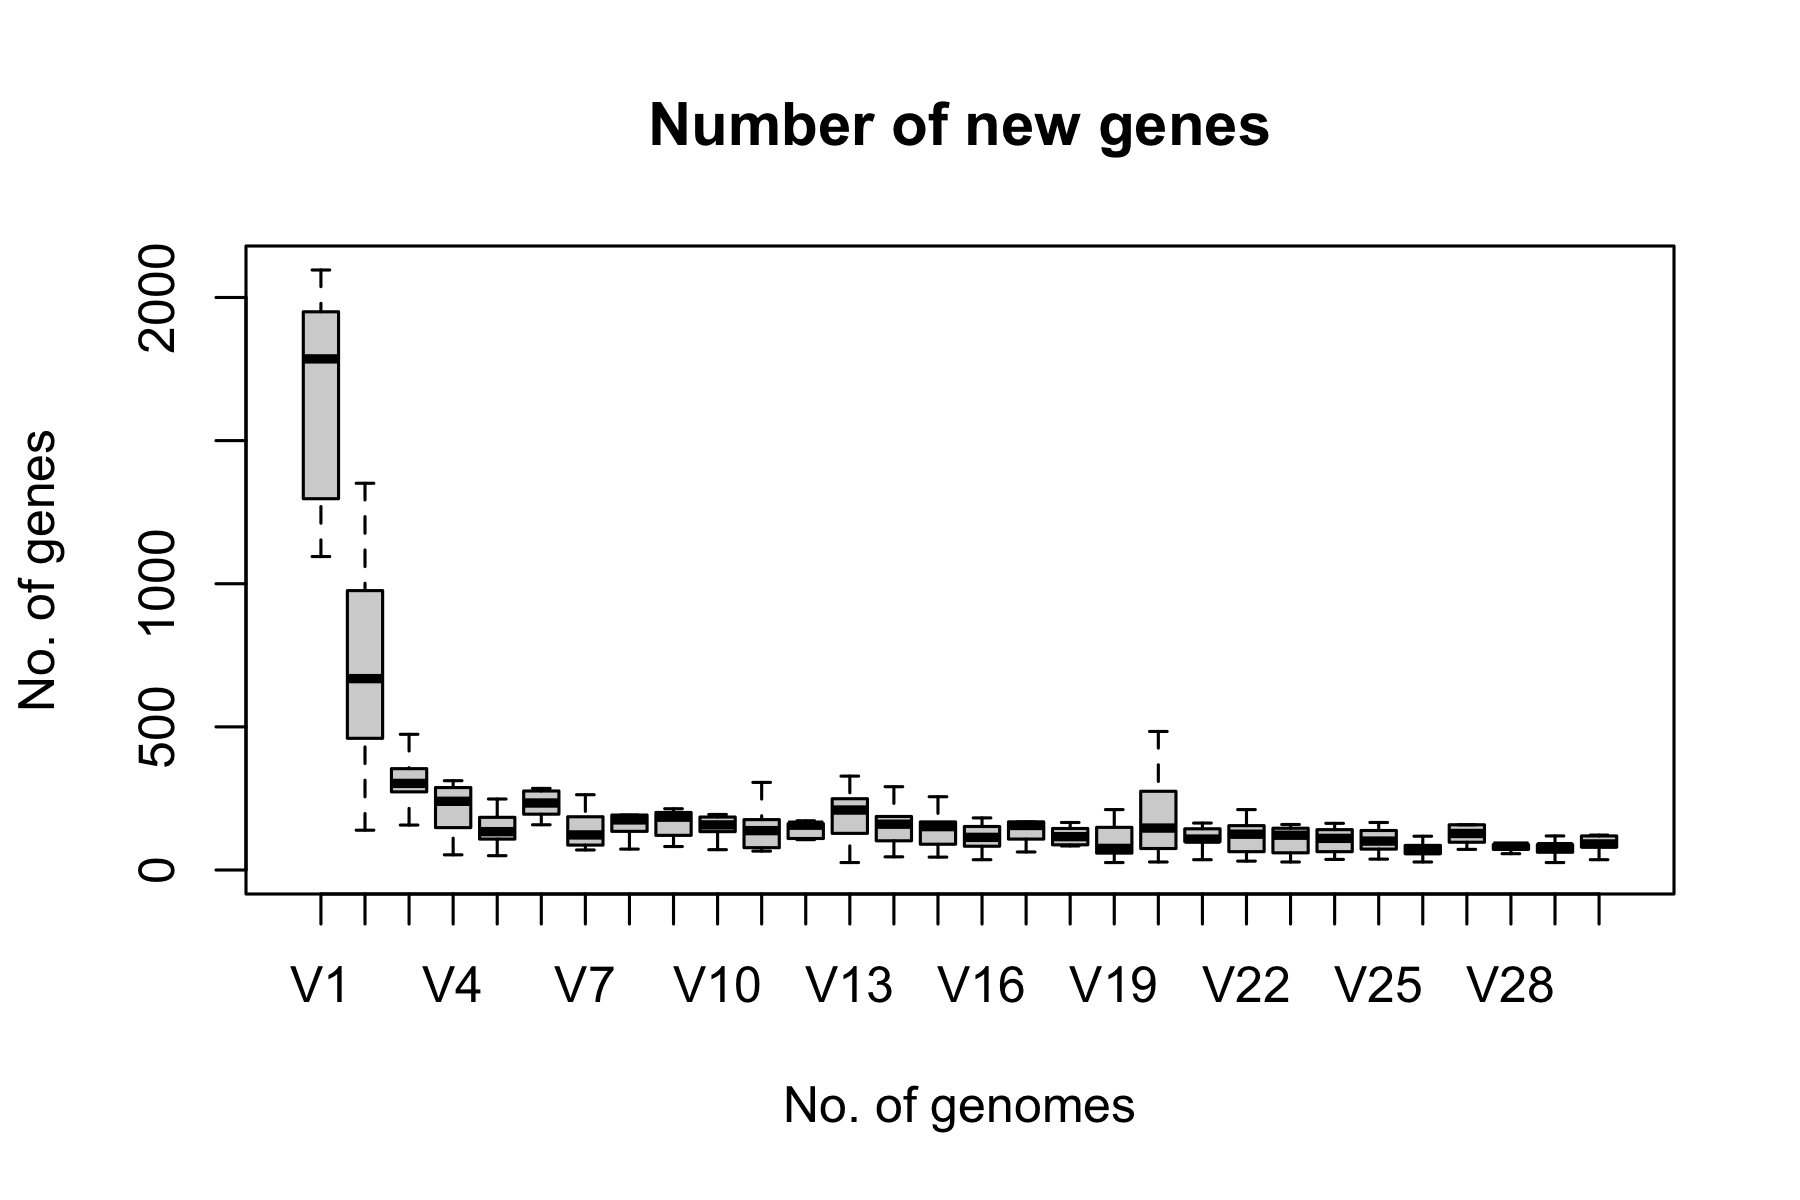 Number of new genes
No. of genes
2000
1000
500
0
V1 V4 V7 V10 V13 V16 V19 V22 V25 V28
No. of genomes